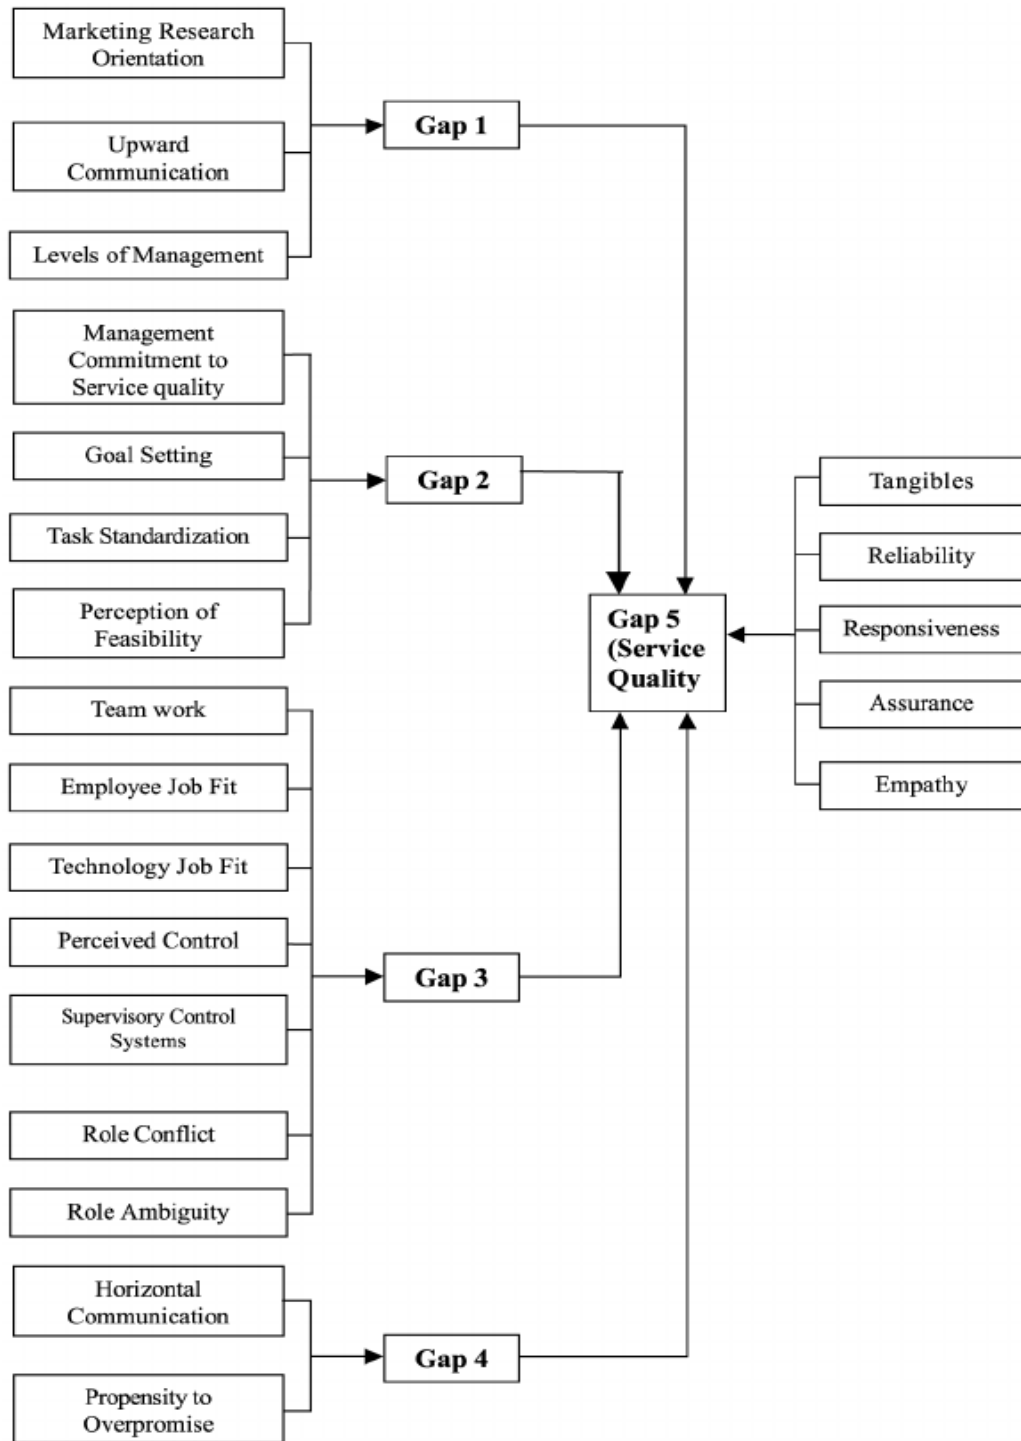 Marketing Research
Orientation
Upward
Communication
Levels of Management
Gap 1
Management
Commitment to
Service quality
Goal Setting
Task Standardization
Perception of
Feasibility
Gap 2
Team work
Employee Job Fit
Technology Job Fit
Perceived Control
Supervisory Control
Systems
Role Conflict
Role Ambiguity
Gap 3
Horizontal
Communication
Propensity to
Overpromise
Gap 4
Gap 5
(Service
Quality
Tangibles
Reliability
Responsiveness
Assurance
Empathy